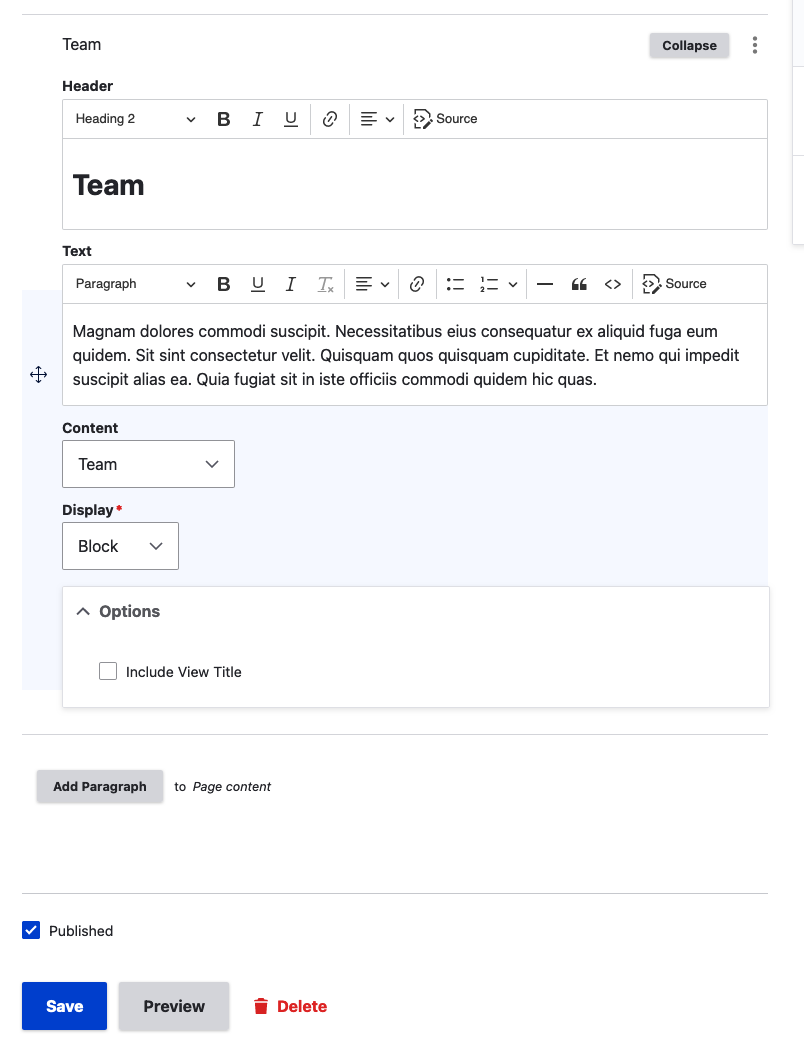 Team
Collapse
Header
Heading 2
B I U
Source
Team
Text
Paragraph
B U I Tx
Source
Magnam dolores commodi suscipit. Necessitatibus eius consequatur ex aliquid fuga eum
quidem. Sit sint consectetur velit. Quisquam quos quisquam cupiditate. Et nemo qui impedit
suscipit alias ea. Quia fugiat sit in iste officiis commodi quidem hic quas.
Content
Team
Display*
Block
Options
Include View Title
Add Paragraph to Page content
Published
Save Preview Delete